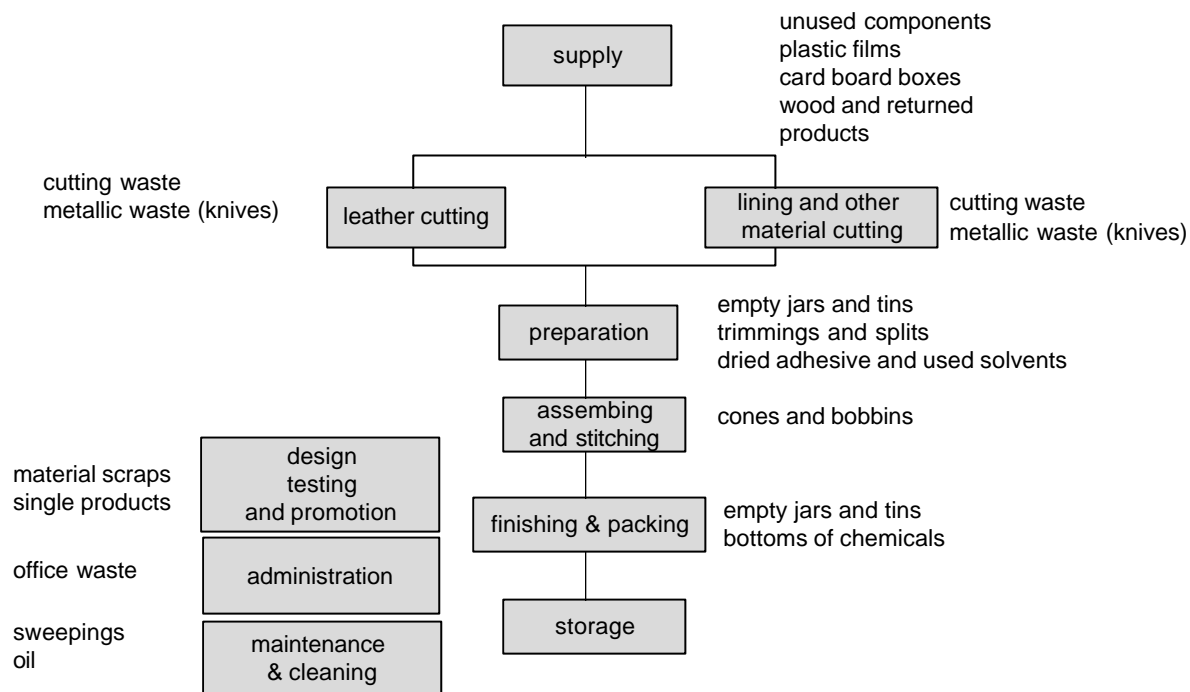 supply
unused components
plastic films
card board boxes
wood and returned
products
cutting waste
metallic waste (knives)
leather cutting
lining and other
material cutting
cutting waste
metallic waste (knives)
preparation
empty jars and tins
trimmings and splits
dried adhesive and used solvents
assembing
and stitching
cones and bobbins
material scraps
single products
design
testing
and promotion
finishing & packing
empty jars and tins
bottoms of chemicals
office waste
administration
storage
sweepings
oil
maintenance
& cleaning